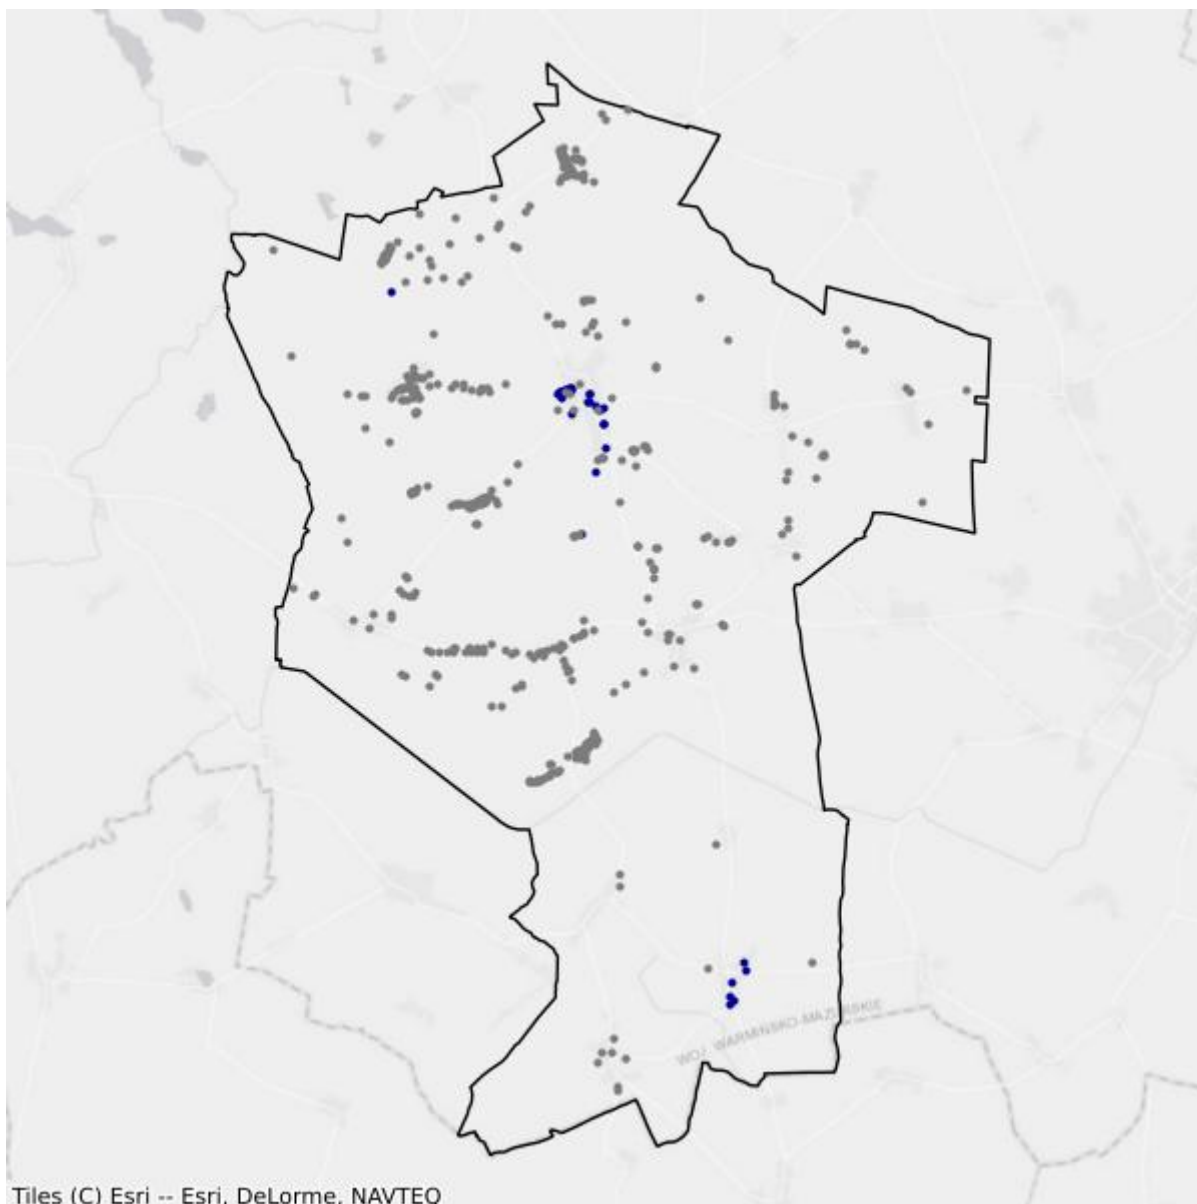 WOJ. WARMIŃSKO-MAZURSKIE
Tiles (C) Esri -- Esri, DeLorme, NAVTEQ